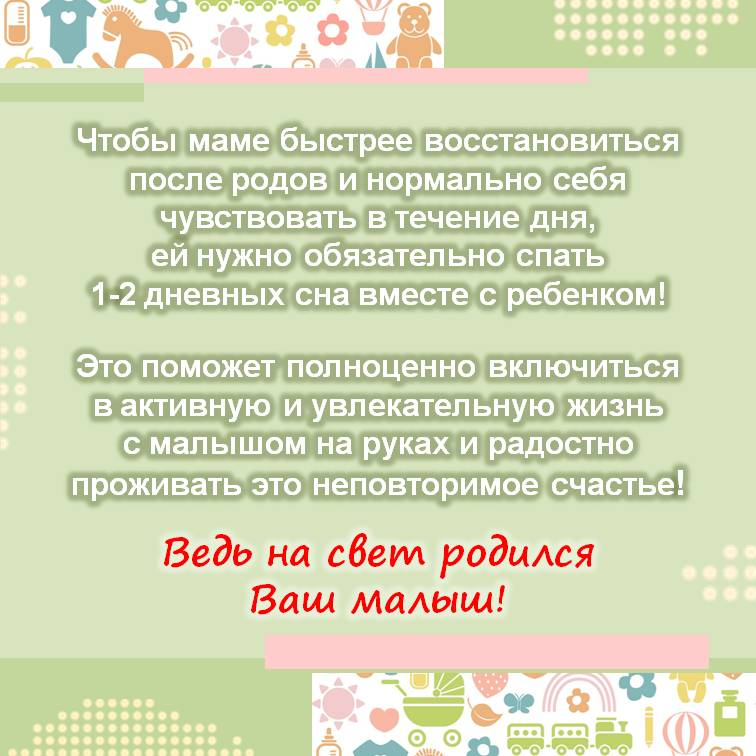 Чтобы маме быстрее восстановиться
после родов и нормально себя
чувствовать в течение дня,
ей нужно обязательно спать
1-2 дневных сна вместе с ребенком!
Это поможет полноценно включиться
в активную и увлекательную жизнь
с малышом на руках и радостно
проживать это неповторимое счастье!
Ведь на свет родился
Ваш малыш!